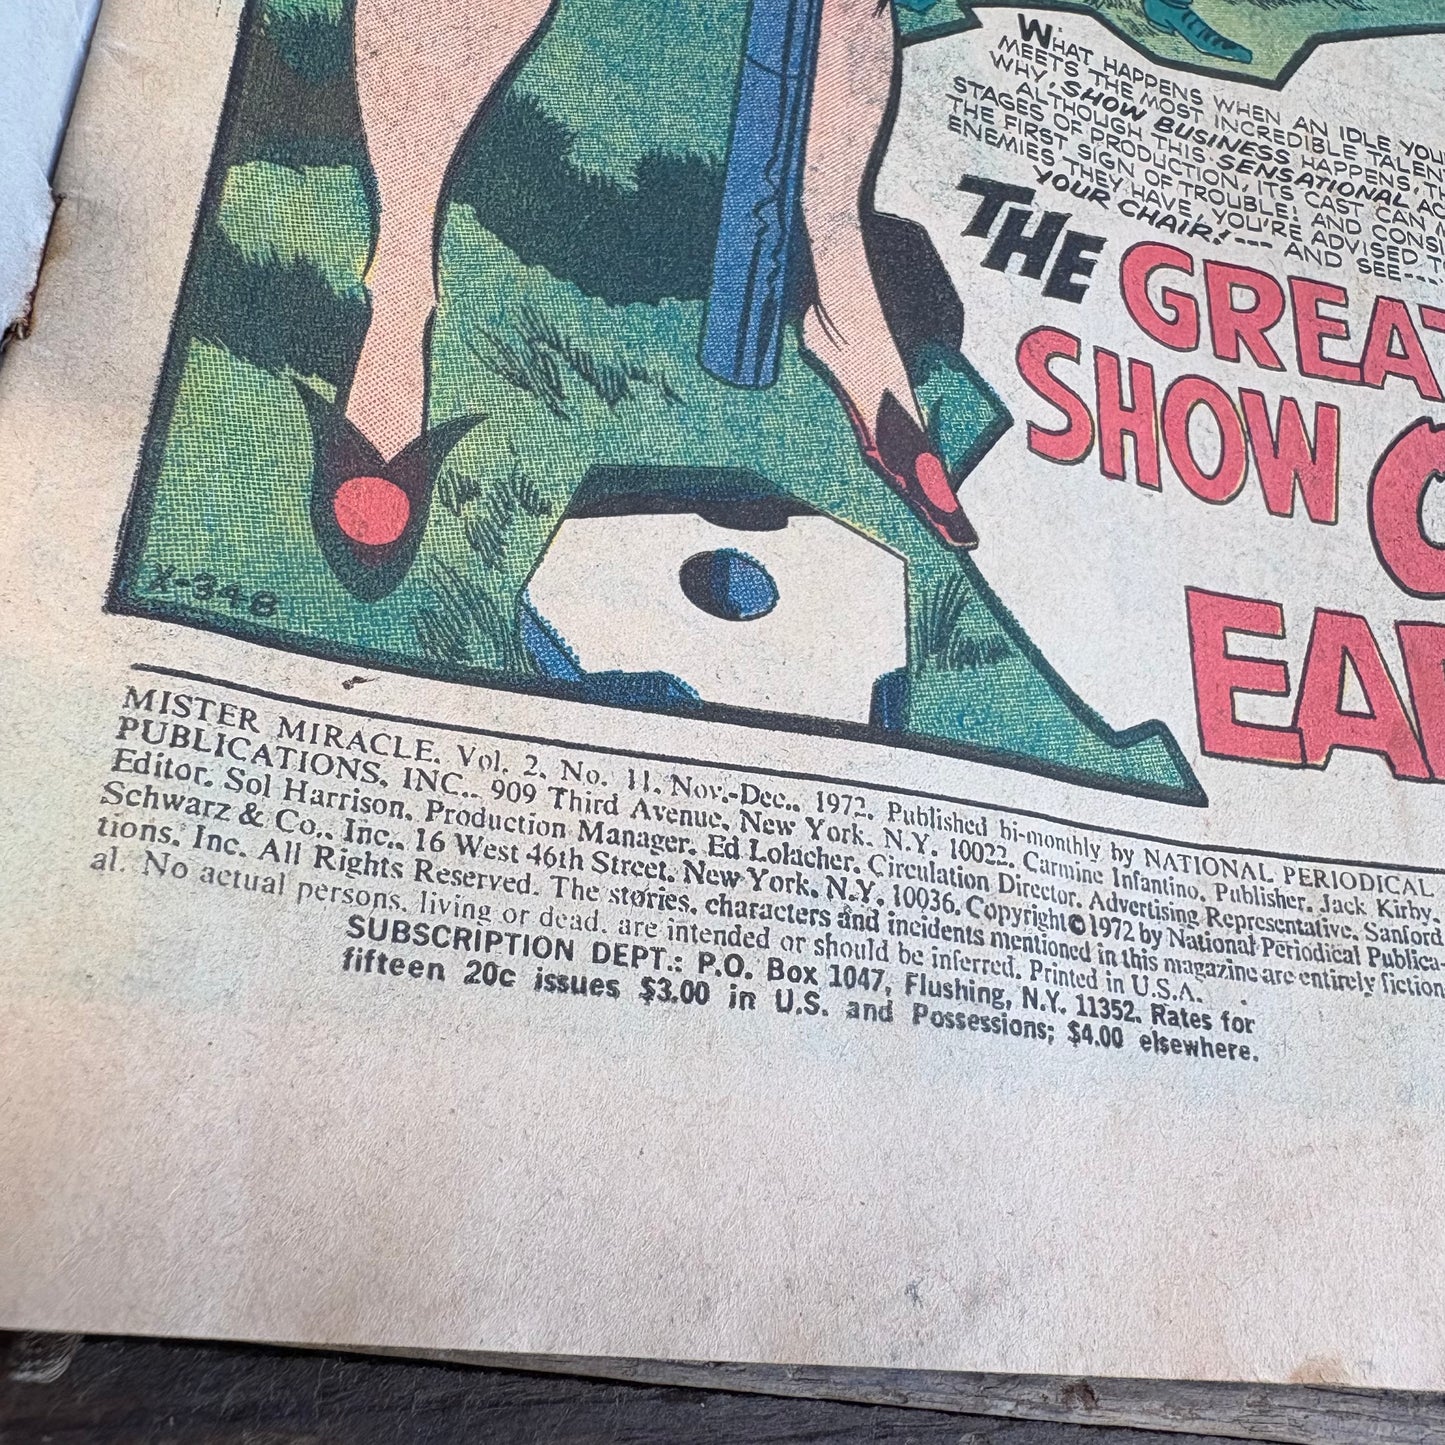 WHAT HAPPENS WHEN AN IDLE
MEETS THE MOST INCREDIBLE
WHY, SHOW BUSINESS HAPPENS,
ALTHOUGH THIS SENSATIONAL
STAGES OF PRODUCTION, ITS CAST CAN
THE FIRST SIGN OF TROUBLE! AND
ENEMIES THEY HAVE, YOU'RE ADVISED
YOUR CHAIR! --- AND SEE---
THE GREAT
SHOW
EAR
X-348
MISTER MIRACLE. Vol. 2. No. 11. Nov.-Dec.. 1972. Published bi-monthly by NATIONAL PERIODICAL
PUBLICATIONS, INC.. 909 Third Avenue. New York. N.Y. 10022. Carmine Infantino. Publisher. Jack Kirby.
Editor. Sol Harrison. Production Manager. Ed Lolacher. Circulation Director. Advertising Representative. Sanford
Schwarz & Co.. Inc.. 16 West 46th Street. New York. N.Y. 10036. Copyright © 1972 by National Periodical Publica-
tions. Inc. All Rights Reserved. The stories. characters and incidents mentioned in this magazine are entirely fiction
al. No actual persons. living or dead. are intended or should be inferred. Printed in U.S.A.
SUBSCRIPTION DEPT.: P.O. Box 1047, Flushing, N.Y. 11352. Rates for
fifteen 20c issues $3.00 in U.S. and Possessions; $4.00 elsewhere.